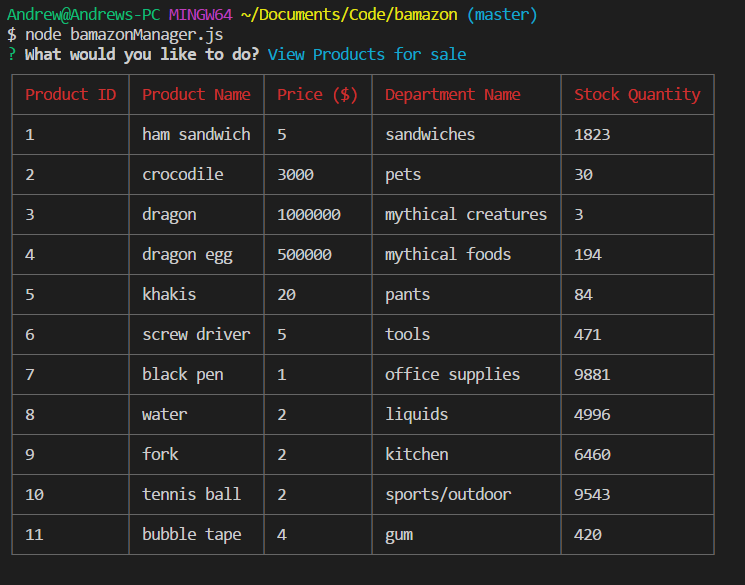 Andrew@Andrews-PC MINGW64 ~/Documents/Code/bamazon (master)
$ node bamazonManager.js
? What would you like to do? View Products for sale
Product ID Product Name Price ($) Department Name Stock Quantity
1 ham sandwich 5 sandwiches 1823
2 crocodile 3000 pets 30
3 dragon 1000000 mythical creatures 3
4 dragon egg 500000 mythical foods 194
5 khakis 20 pants 84
6 screw driver 5 tools 471
7 black pen 1 office supplies 9881
8 water 2 liquids 4996
9 fork 2 kitchen 6460
10 tennis ball 2 sports/outdoor 9543
11 bubble tape 4 gum 420